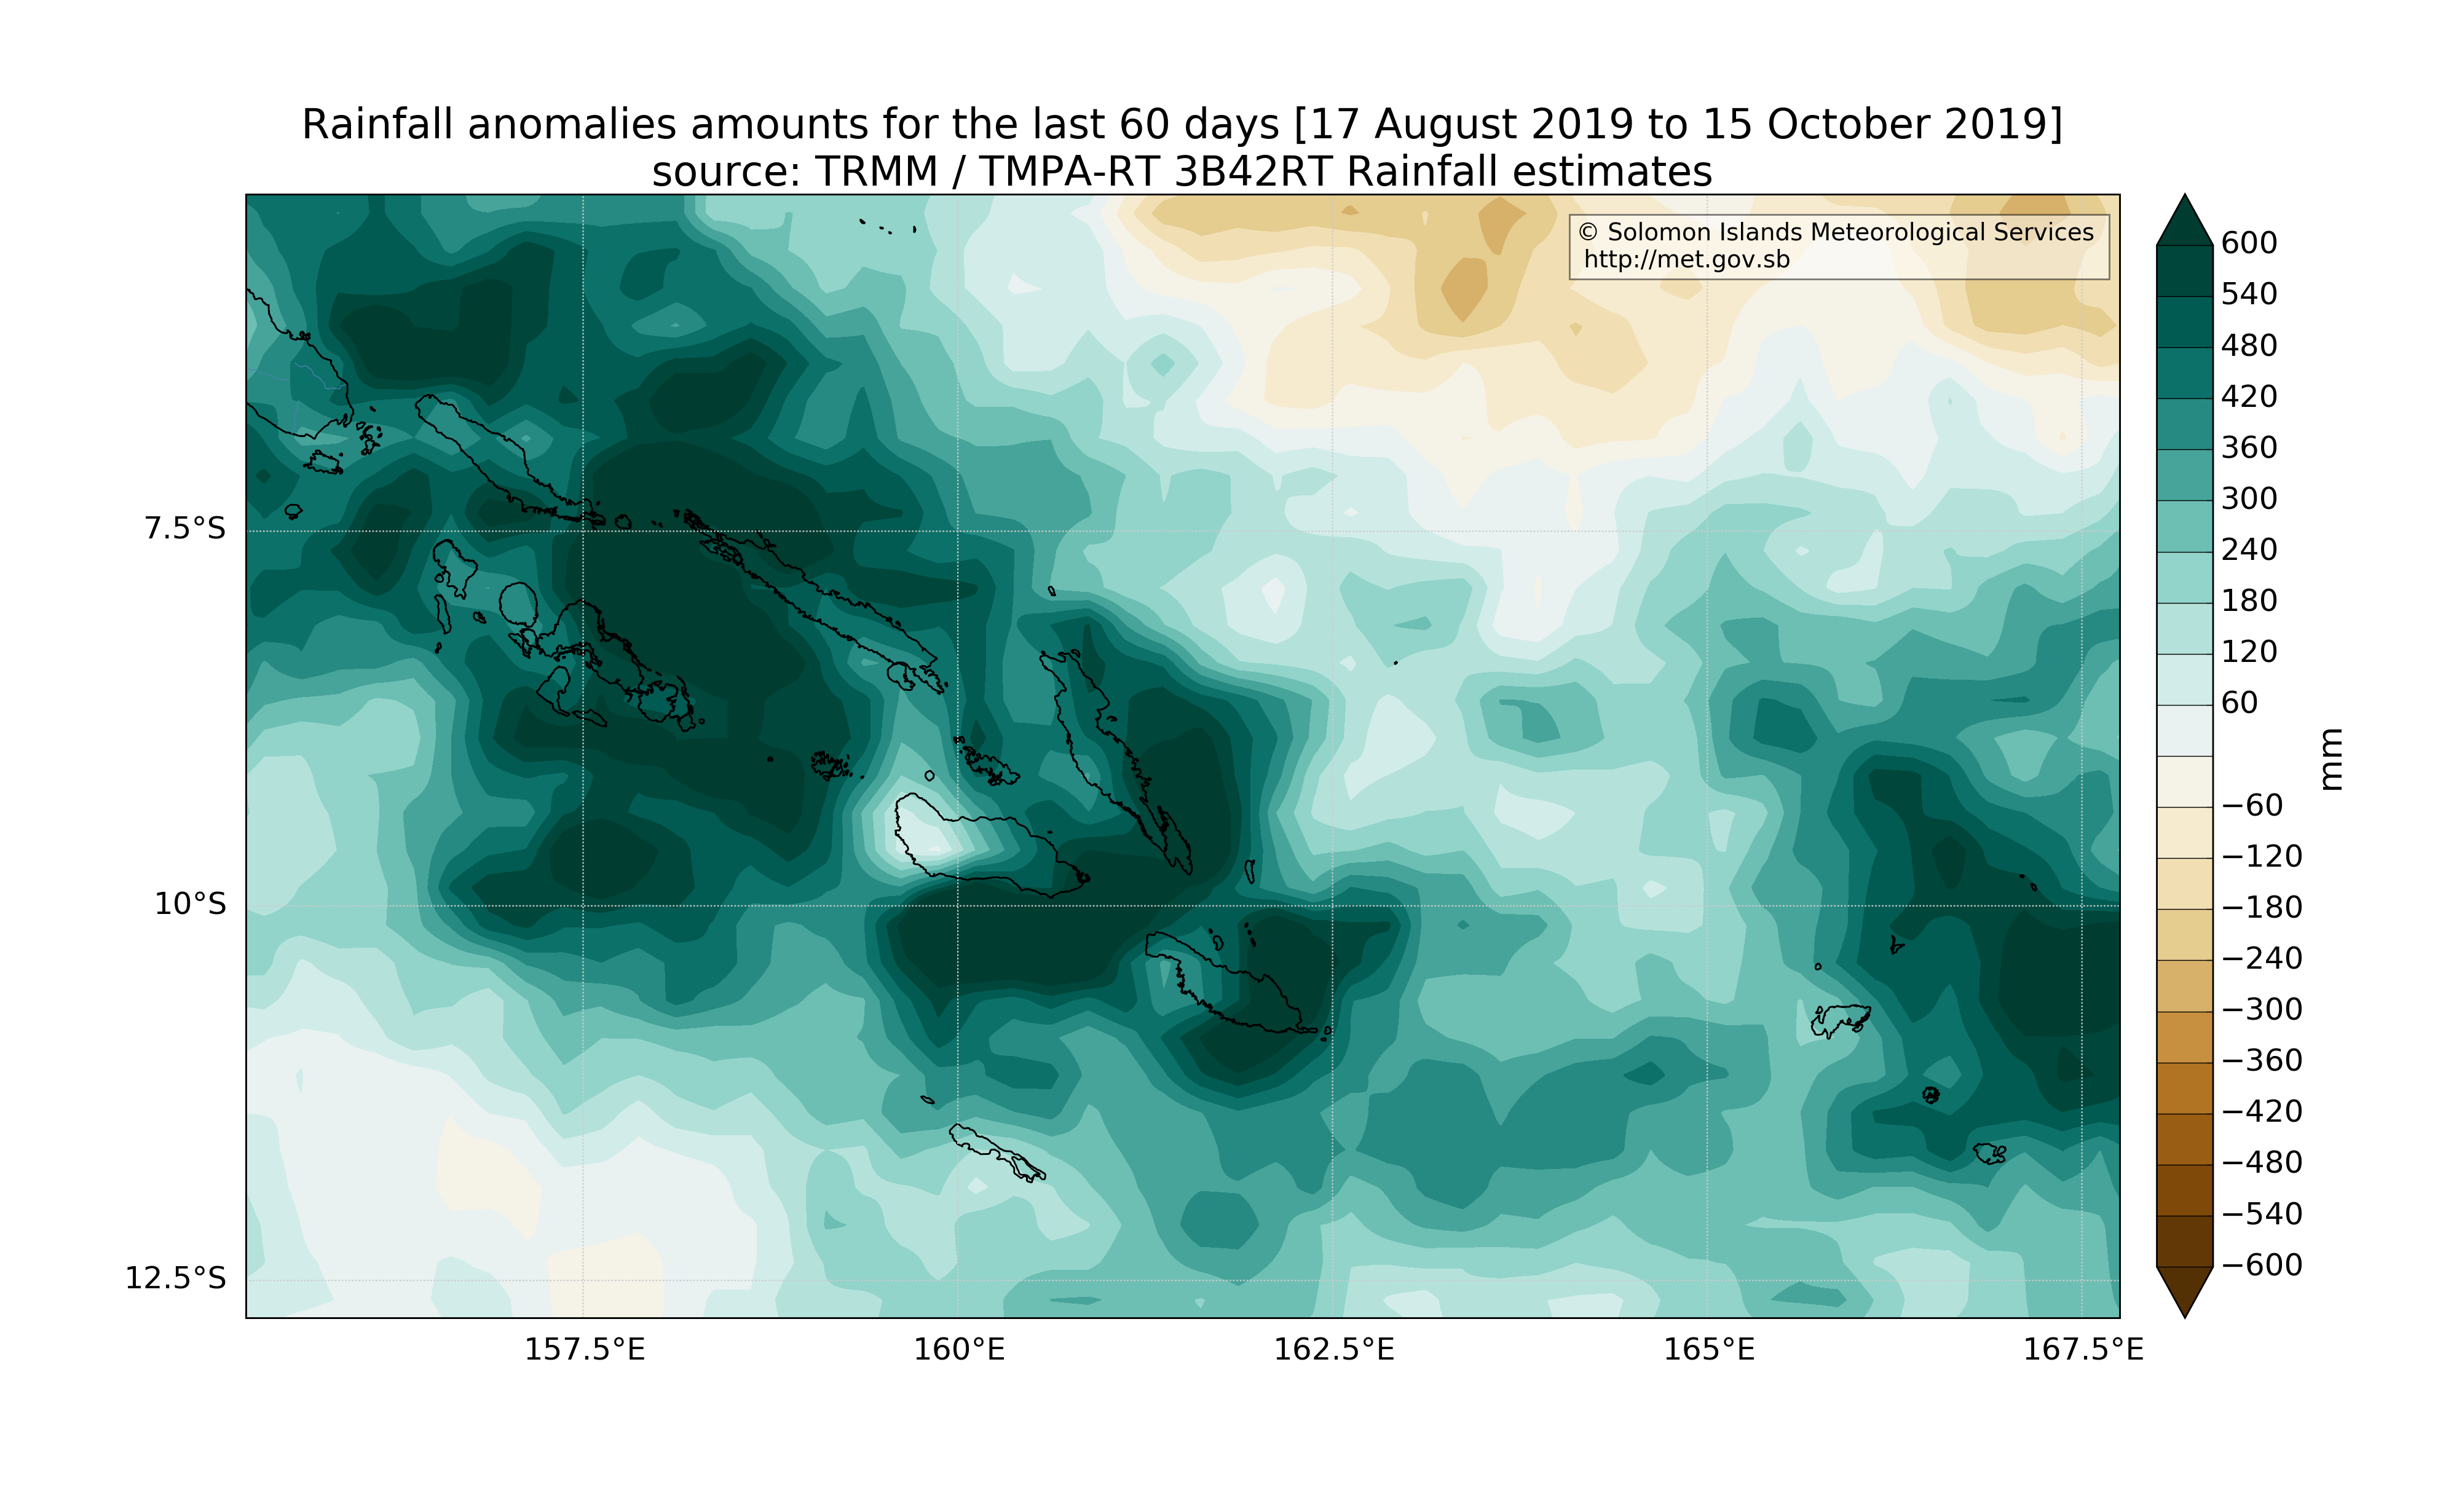 Rainfall anomalies amounts for the last 60 days [17 August 2019 to 15 October 2019]
source: TRMM / TMPA-RT 3B42RT Rainfall estimates
© Solomon Islands Meteorological Services
http://met.gov.sb
7.5°S
10°S
12.5°S
157.5°E
160°E
162.5°E
165°E
167.5°E
600
540
480
420
360
300
240
180
120
60
−60
−120
−180
−240
−300
−360
−420
−480
−540
−600
mm